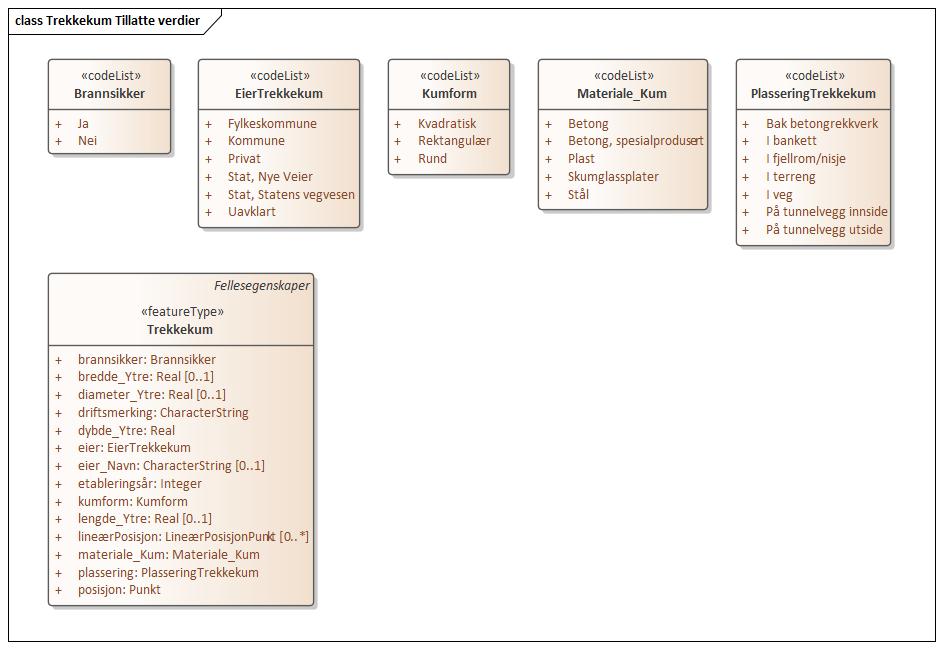 class Trekkekum Tillatte verdier
«codeList»
Brannsikker
+ Ja
+ Nei
«codeList»
EierTrekkekum
+ Fylkeskommune
+ Kommune
+ Privat
+ Stat, Nye Veier
+ Stat, Statens vegvesen
+ Uavklart
«codeList»
Kumform
+ Kvadratisk
+ Rektangulær
+ Rund
«codeList»
Materiale_Kum
+ Betong
+ Betong, spesialprodusert
+ Plast
+ Skumglassplater
+ Stål
«codeList»
PlasseringTrekkekum
+ Bak betongrekkverk
+ I bankett
+ I fjellrom/nisje
+ I terreng
+ I veg
+ På tunnelvegg innside
+ På tunnelvegg utside
Fellesegenskaper
«featureType»
Trekkekum
+ brannsikker: Brannsikker
+ bredde_Ytre: Real [0..1]
+ diameter_Ytre: Real [0..1]
+ driftsmerking: CharacterString
+ dybde_Ytre: Real
+ eier: EierTrekkekum
+ eier_Navn: CharacterString [0..1]
+ etableringsår: Integer
+ kumform: Kumform
+ lengde_Ytre: Real [0..1]
+ lineærPosisjon: LineærPosisjonPunkt [0..*]
+ materiale_Kum: Materiale_Kum
+ plassering: PlasseringTrekkekum
+ posisjon: Punkt